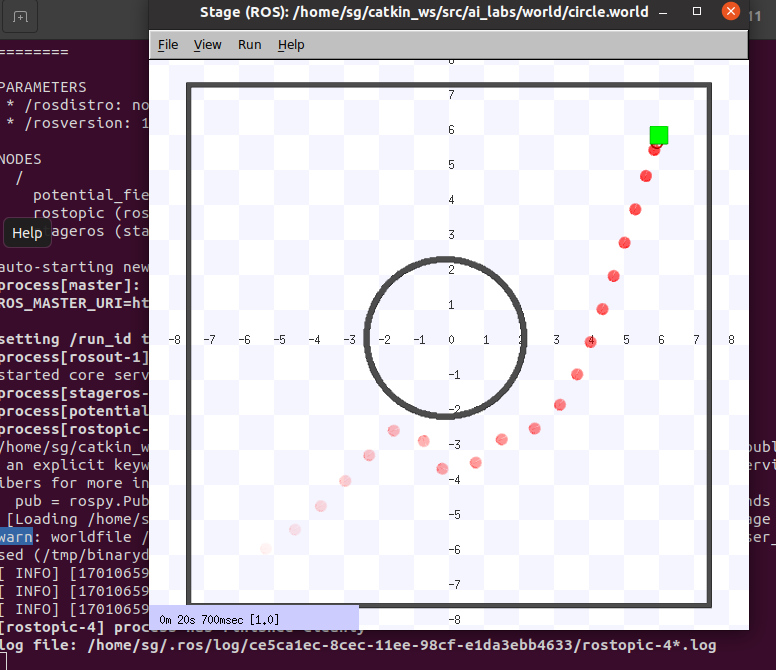 Stage (ROS): /home/sg/catkin_ws/src/ai_labs/world/circle.world
11
File View Run Help
========
PARAMETERS
* /rosdistro: no
* /rosversion: 1
NODES
/
potential_fie
rostopic (ros
stageros (sta
Help
auto-starting new
process[master]:
ROS_MASTER_URI=ht
setting /run_id t
process[rosout-1]
started core serv
process[stageros-
process[potential
process[rostopic-
/home/sg/catkin_w
an explicit keyw
ibers for more in
pub = rospy.Pub
[Loading /home/s
warn: worldfile /
sed (/tmp/binaryd
[ INFO] [17010659
[ INFO] [17010659
[ INFO] [17010659
[rostopic-4]
log file: /home/sg/.ros/log/ce5ca1ec-8cec-11ee-98cf-e1da3ebb4633/rostopic-4*.log
7
6
5
4
3
2
1
-8 -7 -6 -5 -4 -3 -2 -1 0 1 2 3 4 5 6 7 8
-1
-2
-3
-4
-5
-6
-7
-8
0m 20s 700msec [1.0]